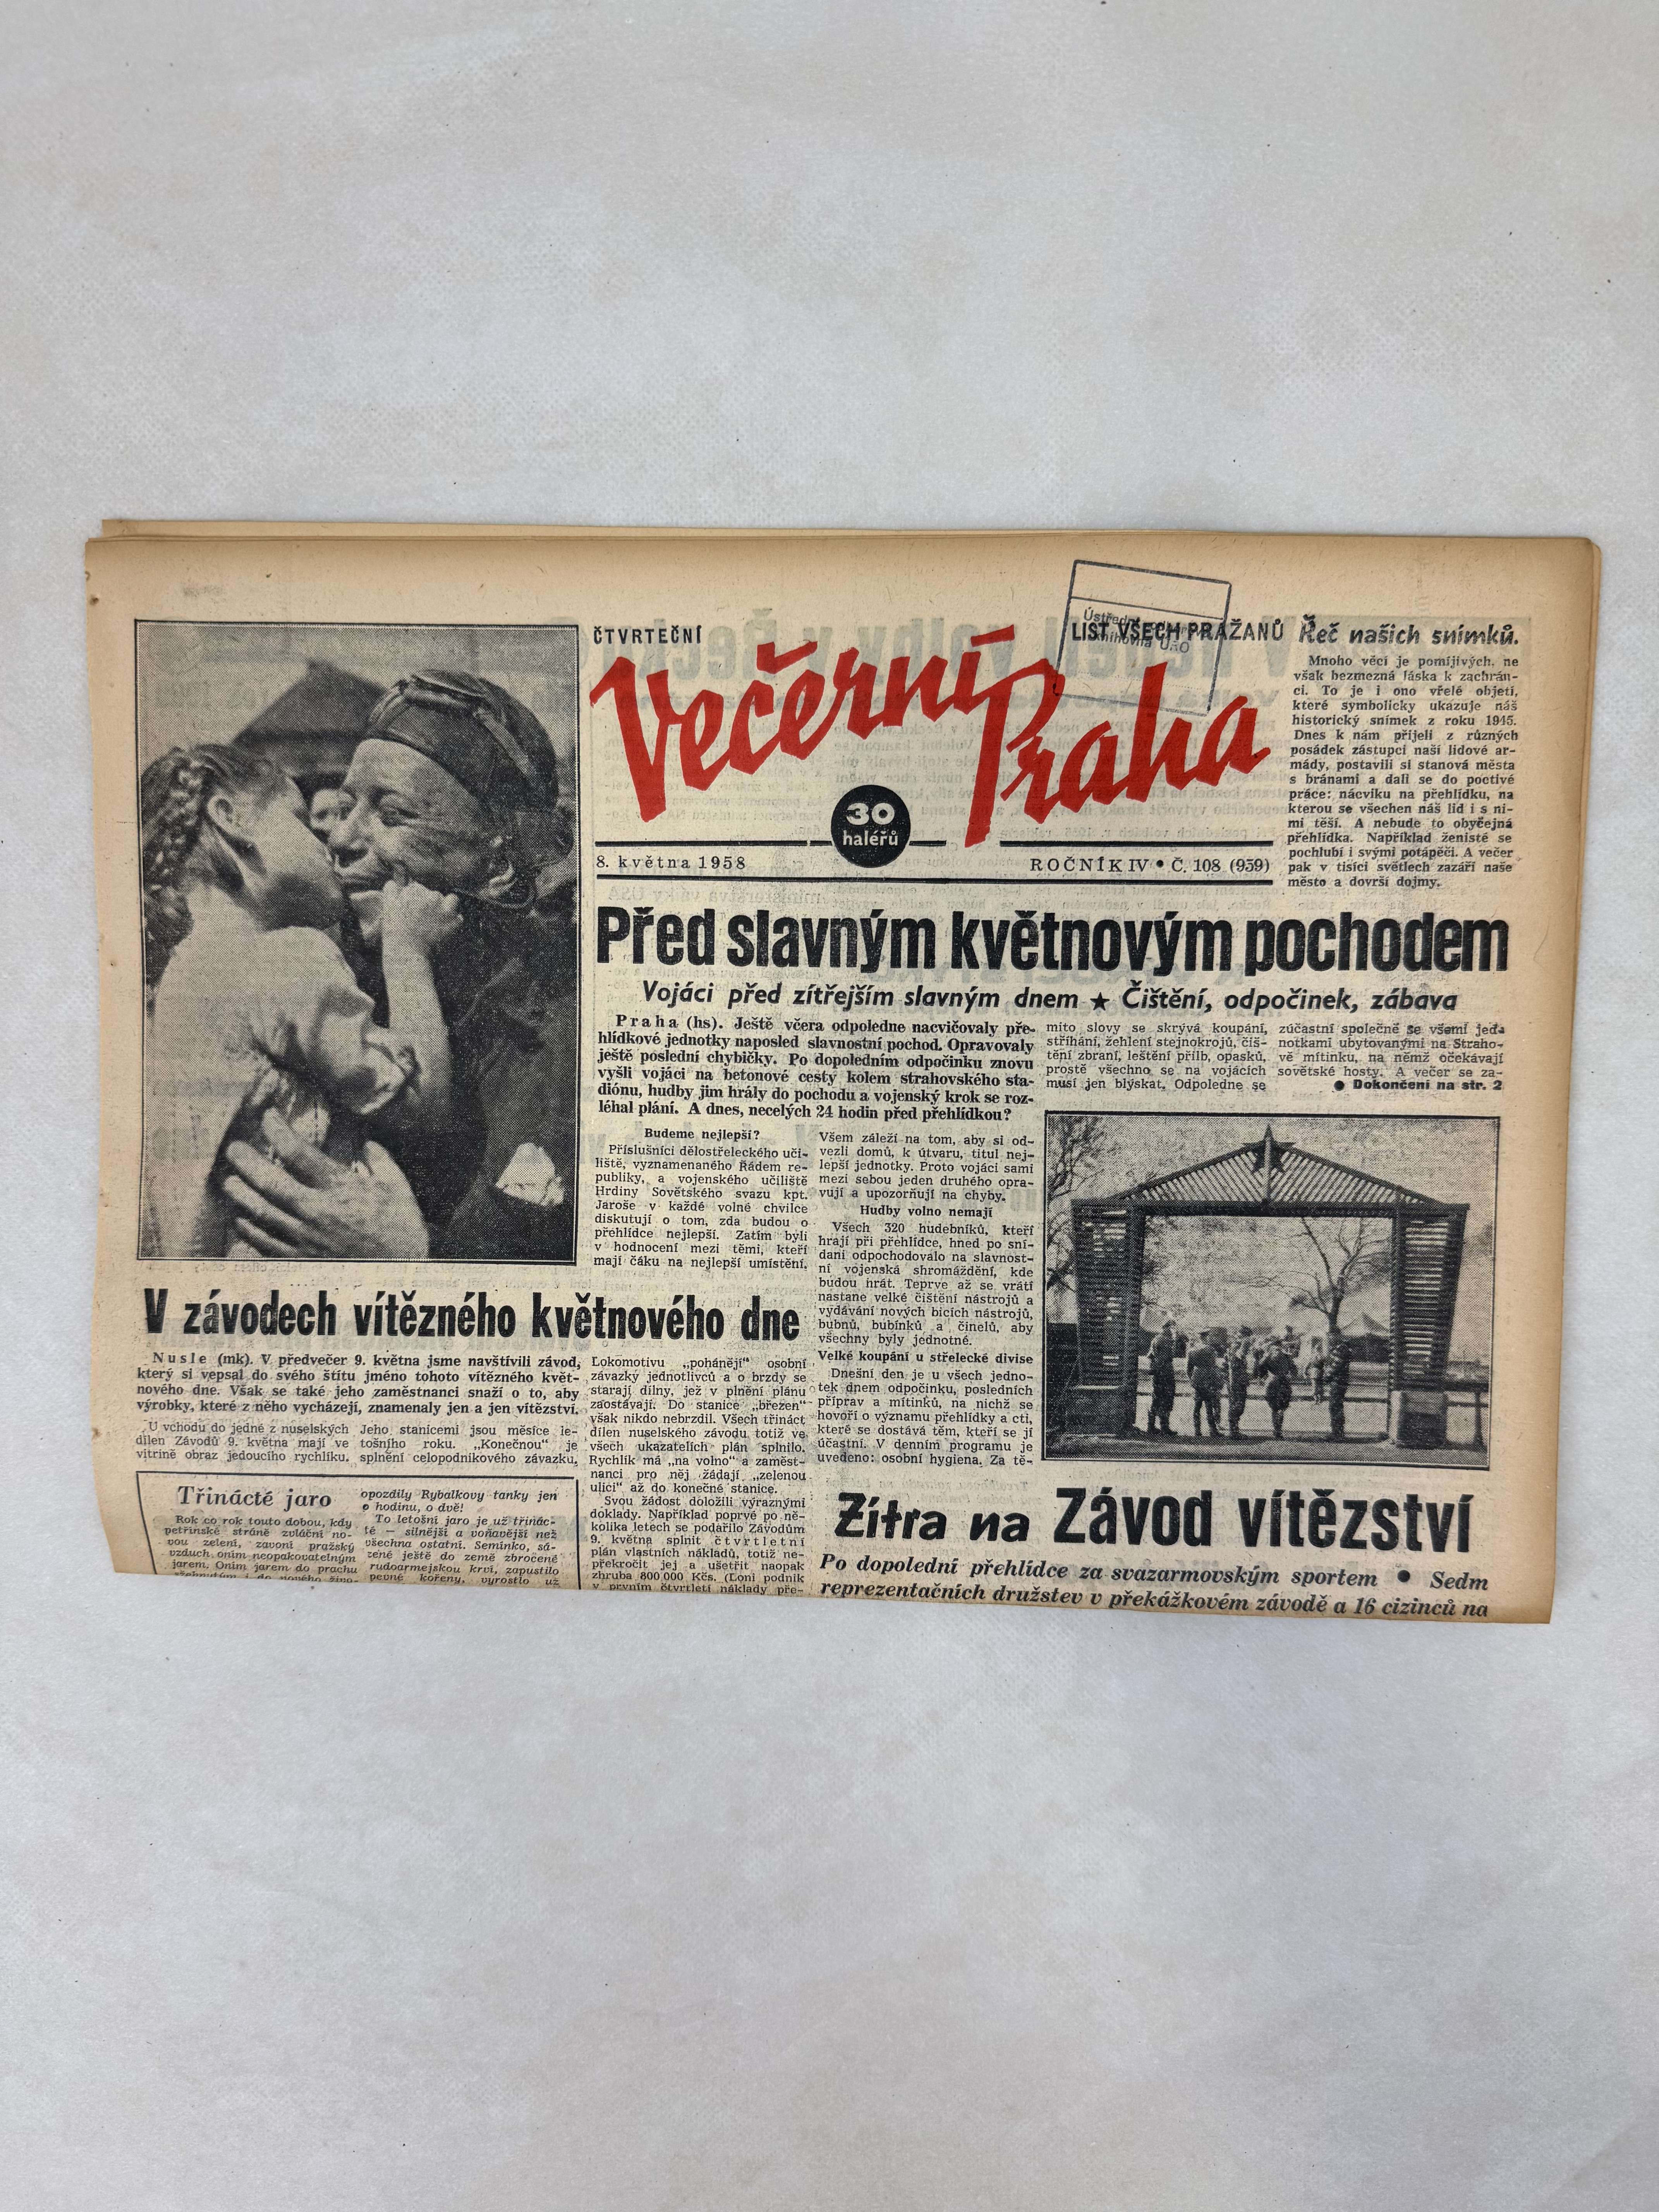 ČTVRTEČNÍ
LIST VŠECH PRAŽANŮ
Ústřední
knihovna ÚRO
Večerní Praha
30
haléřů
8. května 1958
ROČNÍK IV • Č. 108 (959)
Řeč našich snímků.
Mnoho věcí je pomíjivých, ne
však bezmezná láska k zachrán-
ci. To je i ono vřelé objetí,
které symbolicky ukazuje náš
historický snímek z roku 1945.
Dnes k nám přijeli z různých
posádek zástupci naší lidové ar-
mády, postavili si stanová města
s bránami a dali se do poctivé
práce: nácviku na přehlídku, na
kterou se všechen náš lid i s ni-
mi těší. A nebude to obyčejná
přehlídka. Například ženisté se
pochlubí i svými potápěči. A večer
pak v tisíci světlech zazáří naše
město a dovrší dojmy.
Před slavným květnovým pochodem
Vojáci před zítřejším slavným dnem ★ Čištění, odpočinek, zábava
Praha (hs). Ještě včera odpoledne nacvičovaly pře-
hlídkové jednotky naposled slavnostní pochod. Opravovaly
ještě poslední chybičky. Po dopoledním odpočinku znovu
vyšli vojáci na betonové cesty kolem strahovského sta-
diónu, hudby jim hrály do pochodu a vojenský krok se roz-
léhal plání. A dnes, necelých 24 hodin před přehlídkou?
Budeme nejlepší?
Příslušníci dělostřeleckého uči-
liště, vyznamenaného Řádem re-
publiky, a vojenského učiliště
Hrdiny Sovětského svazu kpt.
Jaroše v každé volné chvilce
diskutují o tom, zda budou o
přehlídce nejlepší. Zatím byli
v hodnocení mezi těmi, kteří
mají čáku na nejlepší umístění.
Všem záleží na tom, aby si od-
vezli domů, k útvaru, titul nej-
lepší jednotky. Proto vojáci sami
mezi sebou jeden druhého opra-
vují a upozorňují na chyby.
Hudby volno nemají
Všech 320 hudebníků, kteří
hrají při přehlídce, hned po sní-
dani odpochodovalo na slavnost-
ní vojenská shromáždění, kde
budou hrát. Teprve až se vrátí
nastane velké čištění nástrojů a
vydávání nových bicích nástrojů,
bubnů, bubínků a činelů, aby
všechny byly jednotné.
Velké koupání u střelecké divise
Dnešní den je u všech jedno-
tek dnem odpočinku, posledních
příprav a mítinků, na nichž se
hovoří o významu přehlídky a cti,
které se dostává těm, kteří se jí
účastní. V denním programu je
uvedeno: osobní hygiena. Za tě-
mito slovy se skrývá koupání,
stříhání, žehlení stejnokrojů, čiš-
tění zbraní, leštění přilb, opasků,
prostě všechno se na vojácích
musí jen blýskat. Odpoledne se
zúčastní společně se všemi jed-
notkami ubytovanými na Straho-
vě mítinku, na němž očekávají
sovětské hosty. A večer se za-
● Dokončení na str. 2
V závodech vítězného květnového dne
Nusle (mk). V předvečer 9. května jsme navštívili závod,
který si vepsal do svého štítu jméno tohoto vítězného květ-
nového dne. Však se také jeho zaměstnanci snaží o to, aby
výrobky, které z něho vycházejí, znamenaly jen a jen vítězství.
U vchodu do jedné z nuselských
dílen Závodů 9. května mají ve
vitríně obraz jedoucího rychlíku.
Jeho stanicemi jsou měsíce le-
tošního roku. „Konečnou“ je
splnění celopodnikového závazku.
Lokomotivu „pohánějí“ osobní
závazky jednotlivců a o brzdy se
starají dílny, jež v plnění plánu
zaostávají. Do stanice „březen“
však nikdo nebrzdil. Všech třináct
dílen nuselského závodu totiž ve
všech ukazatelích plán splnilo.
Rychlík má „na volno“ a zaměst-
nanci pro něj žádají „zelenou
ulici“ až do konečné stanice.
Svou žádost doložili výraznými
doklady. Například poprvé po ně-
kolika letech se podařilo Závodům
9. května splnit čtvrtletní
plán vlastních nákladů, totiž ne-
překročit jej a ušetřit naopak
zhruba 800 000 Kčs. (Loni podnik
v prvním čtvrtletí náklady pře-
Třinácté jaro
Rok co rok touto dobou, kdy
petřínské stráně zvláční no-
vou zelení, zavoní pražský
vzduch oním neopakovatelným
jarem. Oním jarem do prachu
opozdily Rybalkovy tanky jen
o hodinu, o dvě!
To letošní jaro je už třinác-
té — silnější a voňavější než
všechna ostatní. Semínko, sá-
zené ještě do země zbrocené
rudoarmejskou krví, zapustilo
pevné kořeny, vyrostlo už
Zítra na Závod vítězství
Po dopolední přehlídce za svazarmovským sportem ● Sedm
reprezentačních družstev v překážkovém závodě a 16 cizinců na